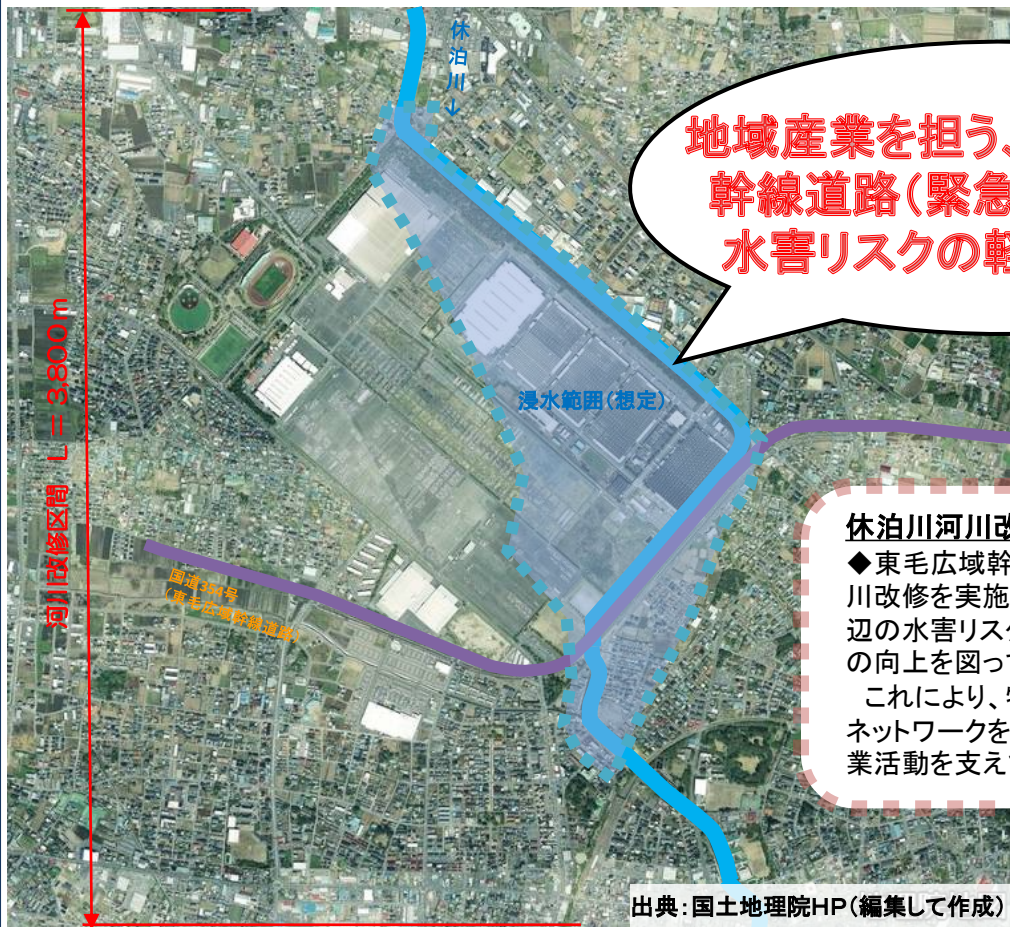 休泊川↓
地域産業を担う、
幹線道路(緊急
水害リスクの軽
河川改修区間 L=3,800m
浸水範囲(想定)
国道354号
(東毛広域幹線道路)
休泊川河川改
◆東毛広域幹
川改修を実施
辺の水害リスク
の向上を図って
これにより、
ネットワークを
業活動を支え
出典:国土地理院HP(編集して作成)